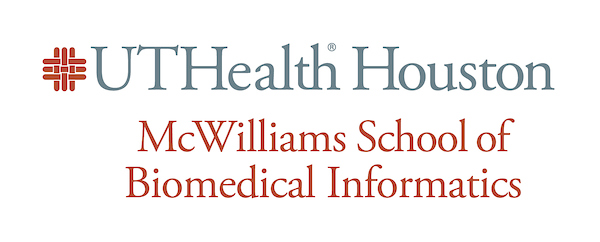 UTHealth® Houston
McWilliams School of
Biomedical Informatics